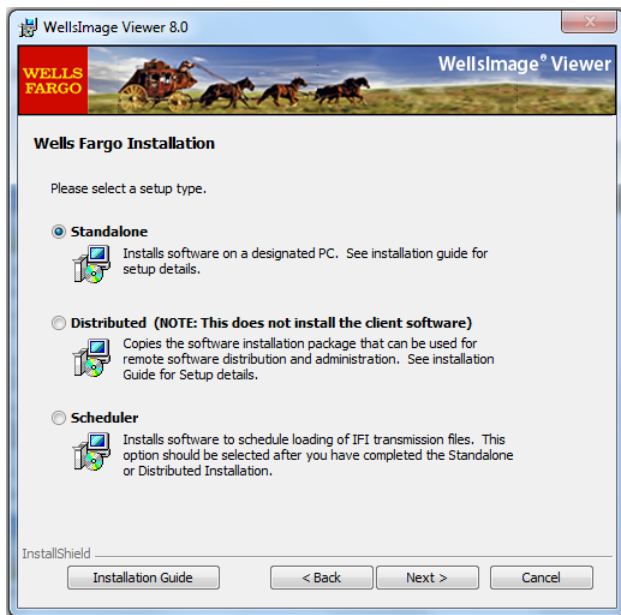 WellsImage Viewer 8.0
WELLS
FARGO
WellsImage® Viewer
Wells Fargo Installation
Please select a setup type.
Standalone
Installs software on a designated PC. See installation guide for
setup details.
Distributed (NOTE: This does not install the client software)
Copies the software installation package that can be used for
remote software distribution and administration. See installation
Guide for Setup details.
Scheduler
Installs software to schedule loading of IFI transmission files. This
option should be selected after you have completed the Standalone
or Distributed Installation.
InstallShield
Installation Guide
< Back
Next >
Cancel